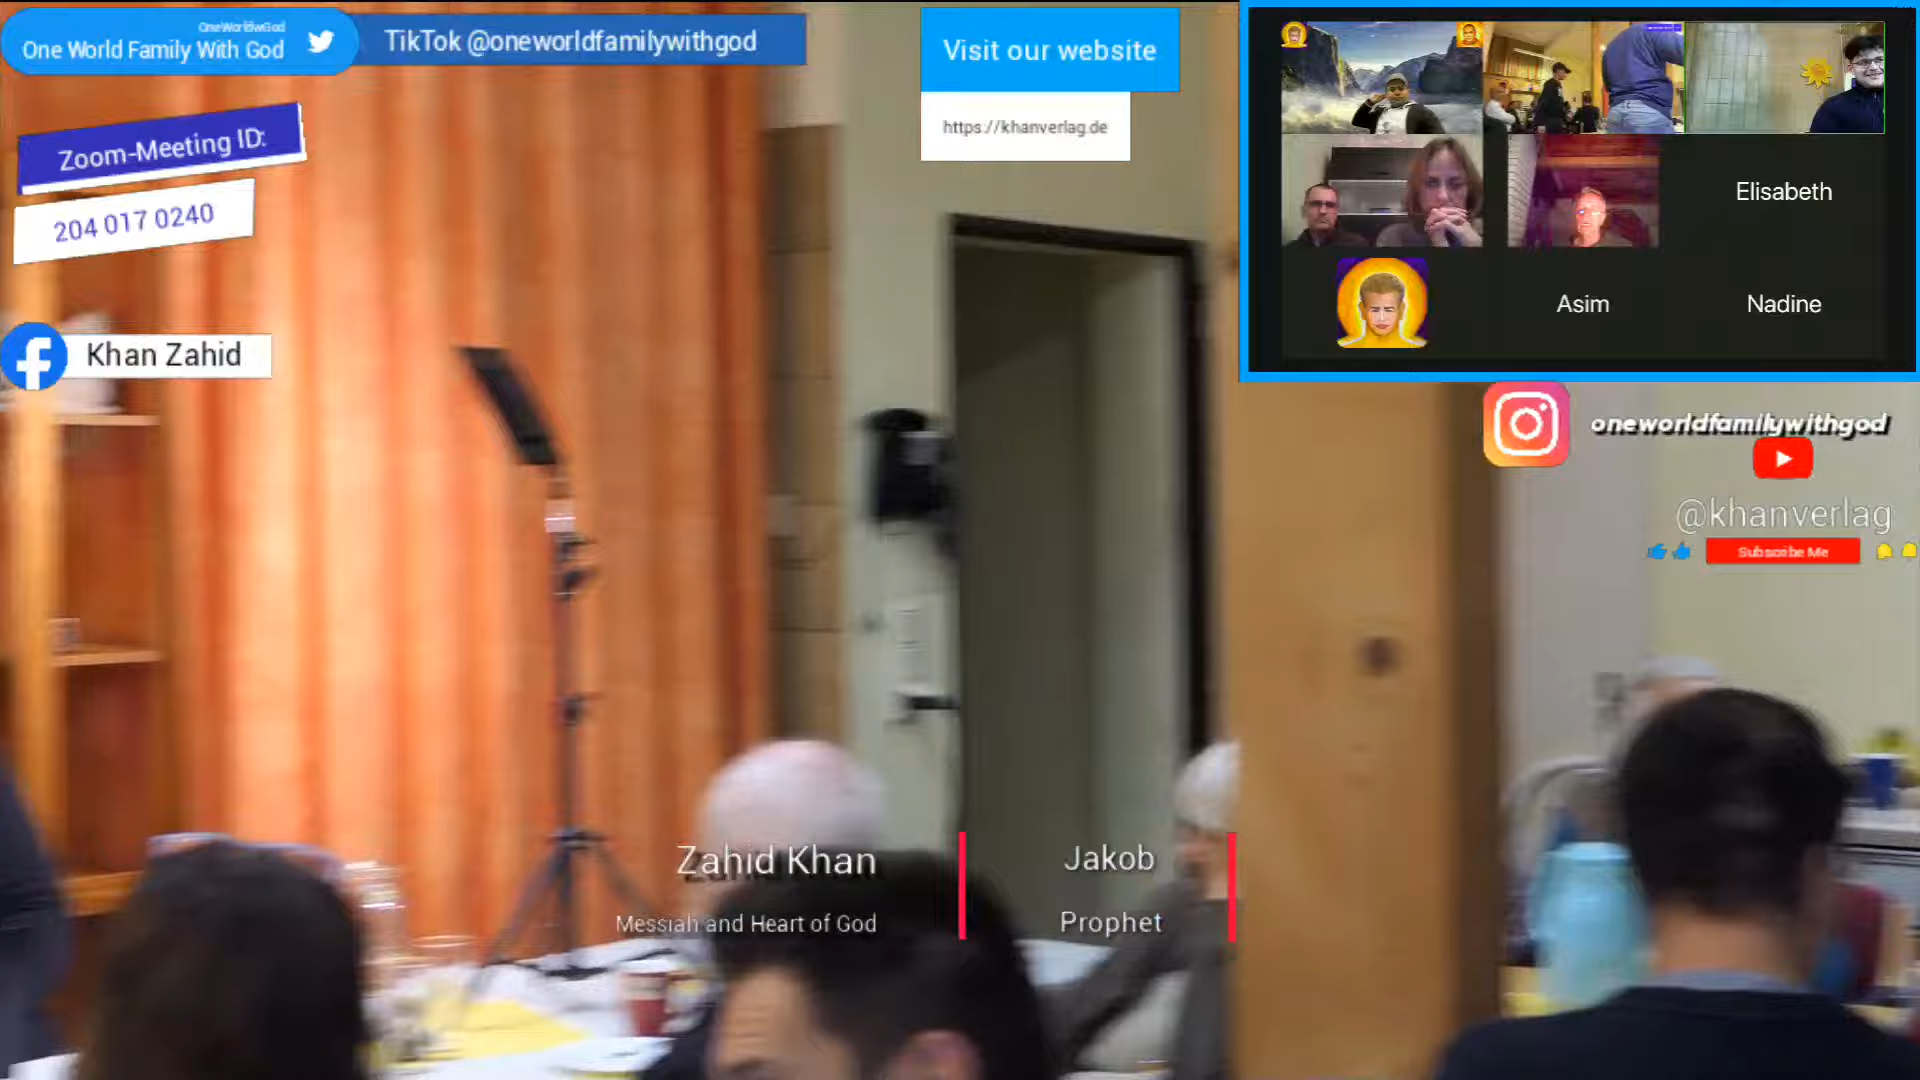 OneWorldwGod
One World Family With God
TikTok @oneworldfamilywithgod
Visit our website
https://khanverlag.de
Zoom-Meeting ID:
204 017 0240
Khan Zahid
Elisabeth
Asim
Nadine
oneworldfamilywithgod
@khanverlag
Subscribe Me
Zahid Khan
Messiah and Heart of God
Jakob
Prophet